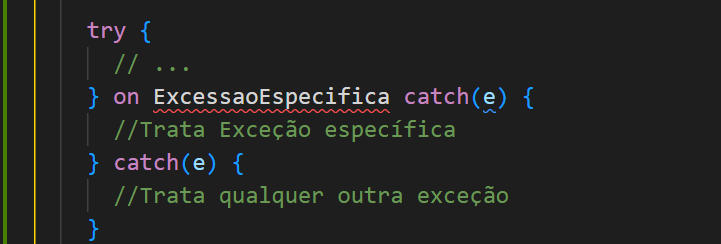 try {
// ...
} on ExcessaoEspecifica catch(e) {
//Trata Exceção específica
} catch(e) {
//Trata qualquer outra exceção
}